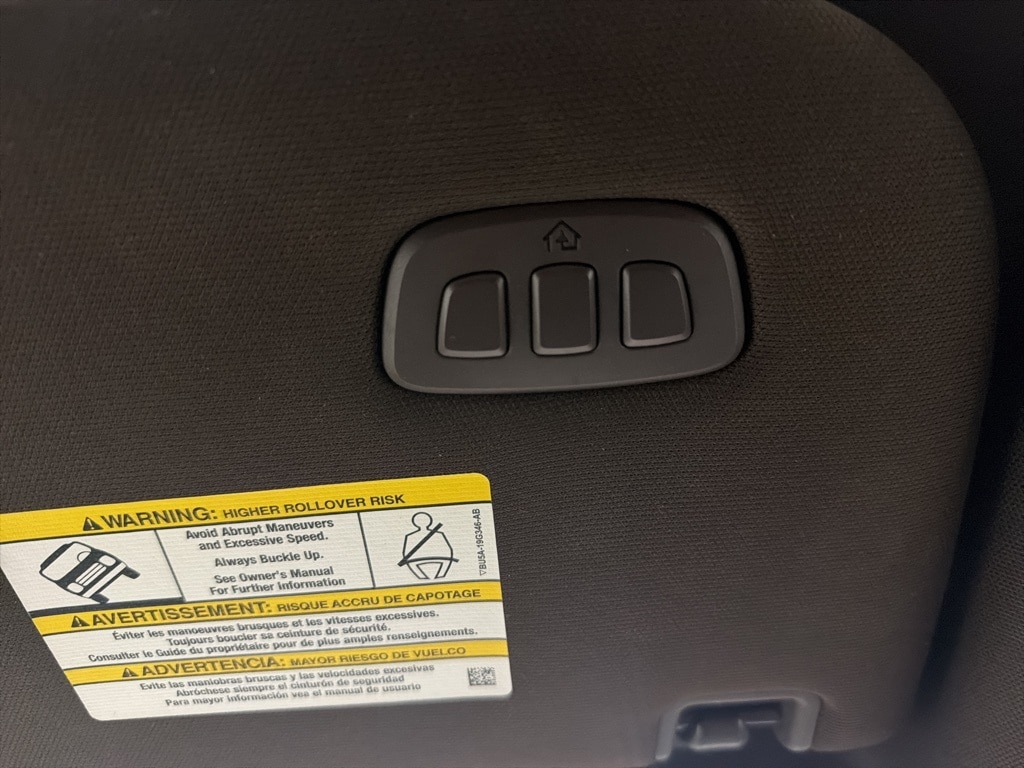 WARNING: HIGHER ROLLOVER RISK
Avoid Abrupt Maneuvers
and Excessive Speed.
Always Buckle Up.
See Owner's Manual
For Further Information
BU5A-19G346-AB
AVERTISSEMENT: RISQUE ACCRU DE CAPOTAGE
Éviter les manoeuvres brusques et les vitesses excessives.
Toujours boucler sa ceinture de sécurité.
Consulter le Guide du propriétaire pour de plus amples renseignements.
ADVERTENCIA: MAYOR RIESGO DE VUELCO
Evite las maniobras bruscas y las velocidades excesivas
Abróchese siempre el cinturón de seguridad
Para mayor información vea el manual de usuario